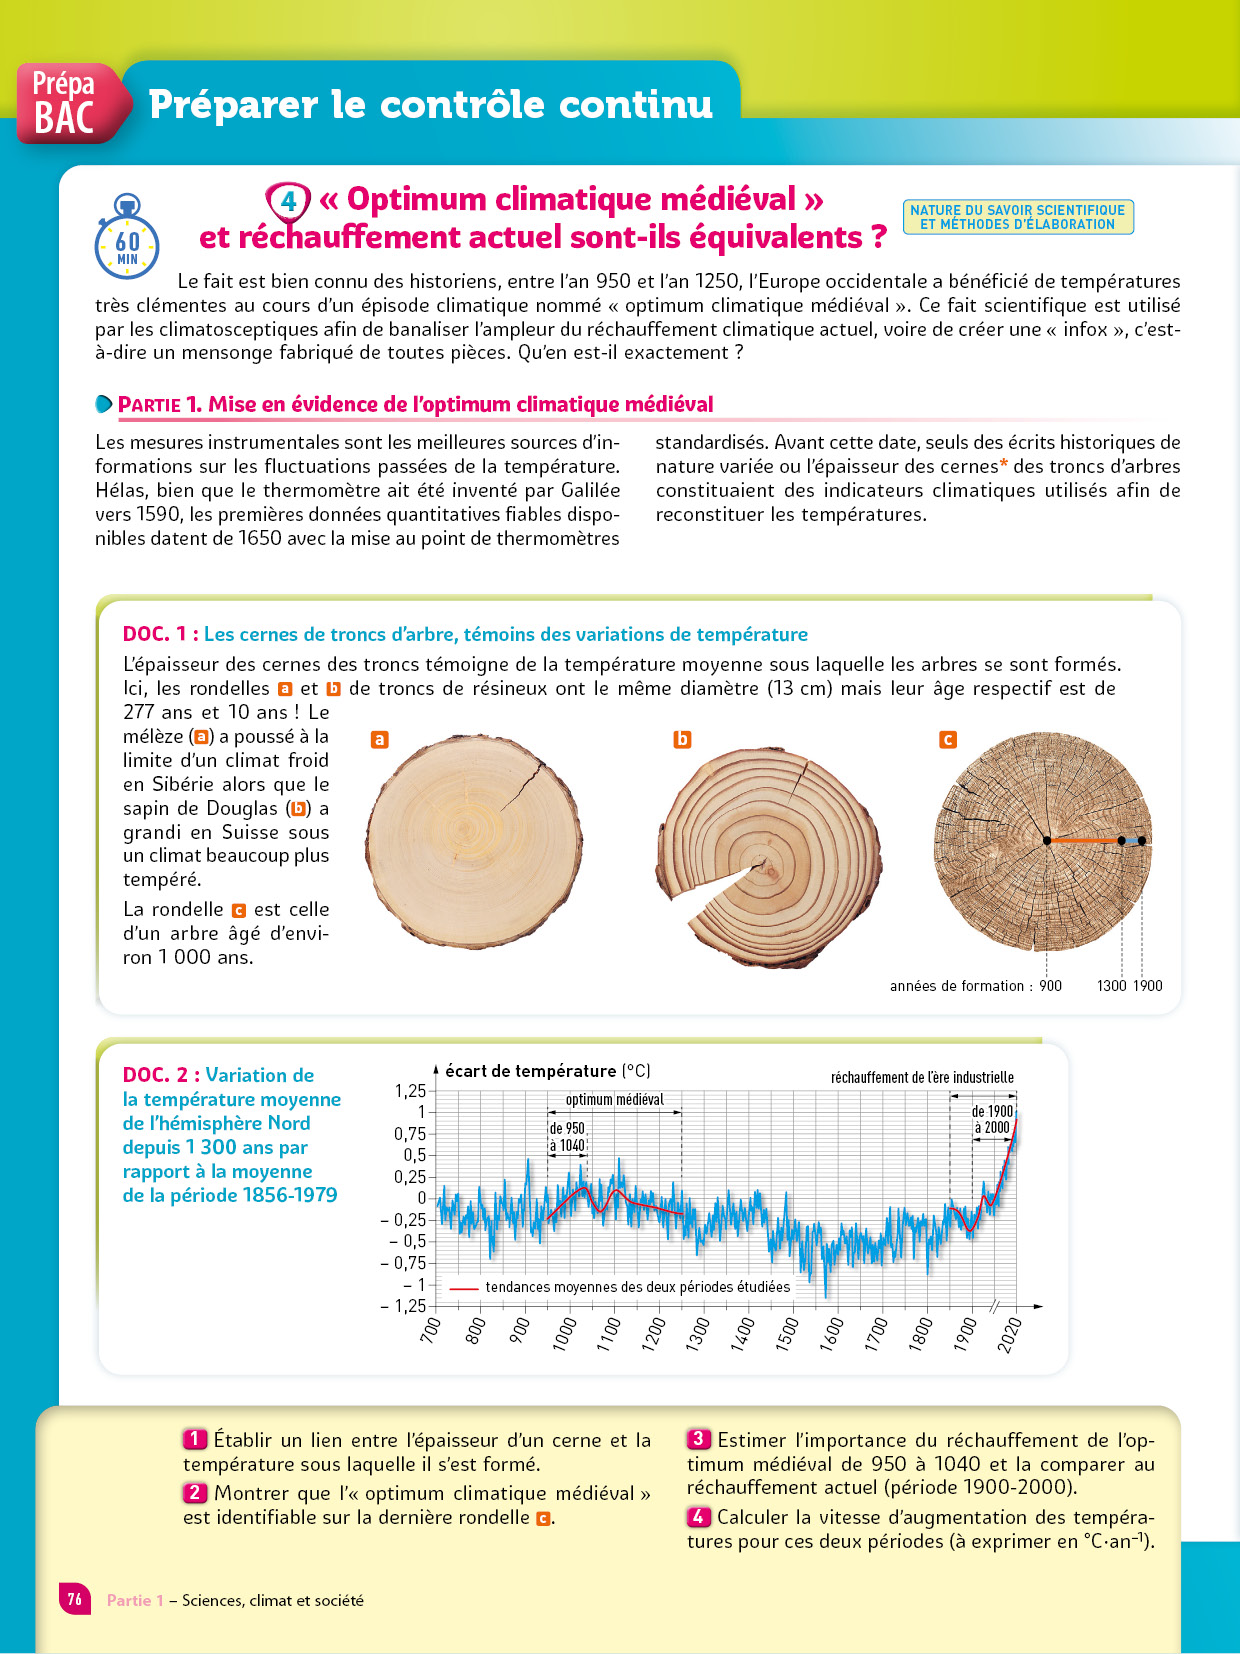 Prépa
BAC
Préparer le contrôle continu
60
MIN
4 « Optimum climatique médiéval »
et réchauffement actuel sont-ils équivalents ?
NATURE DU SAVOIR SCIENTIFIQUE
ET MÉTHODES D'ÉLABORATION
Le fait est bien connu des historiens, entre l'an 950 et l'an 1250, l'Europe occidentale a bénéficié de températures
très clémentes au cours d'un épisode climatique nommé « optimum climatique médiéval ». Ce fait scientifique est utilisé
par les climatosceptiques afin de banaliser l'ampleur du réchauffement climatique actuel, voire de créer une « infox », c'est-
à-dire un mensonge fabriqué de toutes pièces. Qu'en est-il exactement ?
PARTIE 1. Mise en évidence de l'optimum climatique médiéval
Les mesures instrumentales sont les meilleures sources d'in-
formations sur les fluctuations passées de la température.
Hélas, bien que le thermomètre ait été inventé par Galilée
vers 1590, les premières données quantitatives fiables dispo-
nibles datent de 1650 avec la mise au point de thermomètres
standardisés. Avant cette date, seuls des écrits historiques de
nature variée ou l'épaisseur des cernes* des troncs d'arbres
constituaient des indicateurs climatiques utilisés afin de
reconstituer les températures.
DOC. 1 : Les cernes de troncs d'arbre, témoins des variations de température
L'épaisseur des cernes des troncs témoigne de la température moyenne sous laquelle les arbres se sont formés.
Ici, les rondelles a et b de troncs de résineux ont le même diamètre (13 cm) mais leur âge respectif est de
277 ans et 10 ans ! Le
mélèze (a) a poussé à la
limite d'un climat froid
en Sibérie alors que le
sapin de Douglas (b) a
grandi en Suisse sous
un climat beaucoup plus
tempéré.
La rondelle c est celle
d'un arbre âgé d'envi-
ron 1 000 ans.
a
b
c
années de formation : 900 1300 1900
DOC. 2 : Variation de
la température moyenne
de l'hémisphère Nord
depuis 1 300 ans par
rapport à la moyenne
de la période 1856-1979
écart de température (°C)
réchauffement de l'ère industrielle
optimum médiéval
de 950
à 1040
de 1900
à 2000
1,25
1
0,75
0,5
0,25
0
– 0,25
– 0,5
– 0,75
– 1
– 1,25
tendances moyennes des deux périodes étudiées
700 800 900 1000 1100 1200 1300 1400 1500 1600 1700 1800 1900 2020
1 Établir un lien entre l'épaisseur d'un cerne et la
température sous laquelle il s'est formé.
2 Montrer que l'« optimum climatique médiéval »
est identifiable sur la dernière rondelle c.
3 Estimer l'importance du réchauffement de l'op-
timum médiéval de 950 à 1040 et la comparer au
réchauffement actuel (période 1900-2000).
4 Calculer la vitesse d'augmentation des tempéra-
tures pour ces deux périodes (à exprimer en °C·an⁻¹).
76 Partie 1 – Sciences, climat et société